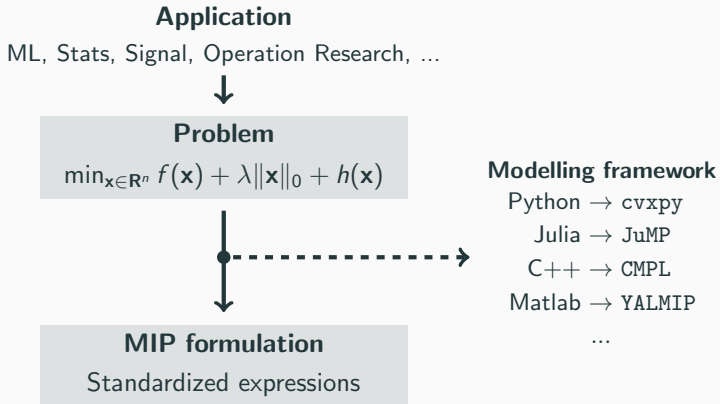 Application
ML, Stats, Signal, Operation Research, ...
Problem
min_{x∈R^n} f(x) + λ‖x‖_0 + h(x)
Modelling framework
Python → cvxpy
Julia → JuMP
C++ → CMPL
Matlab → YALMIP
...
MIP formulation
Standardized expressions